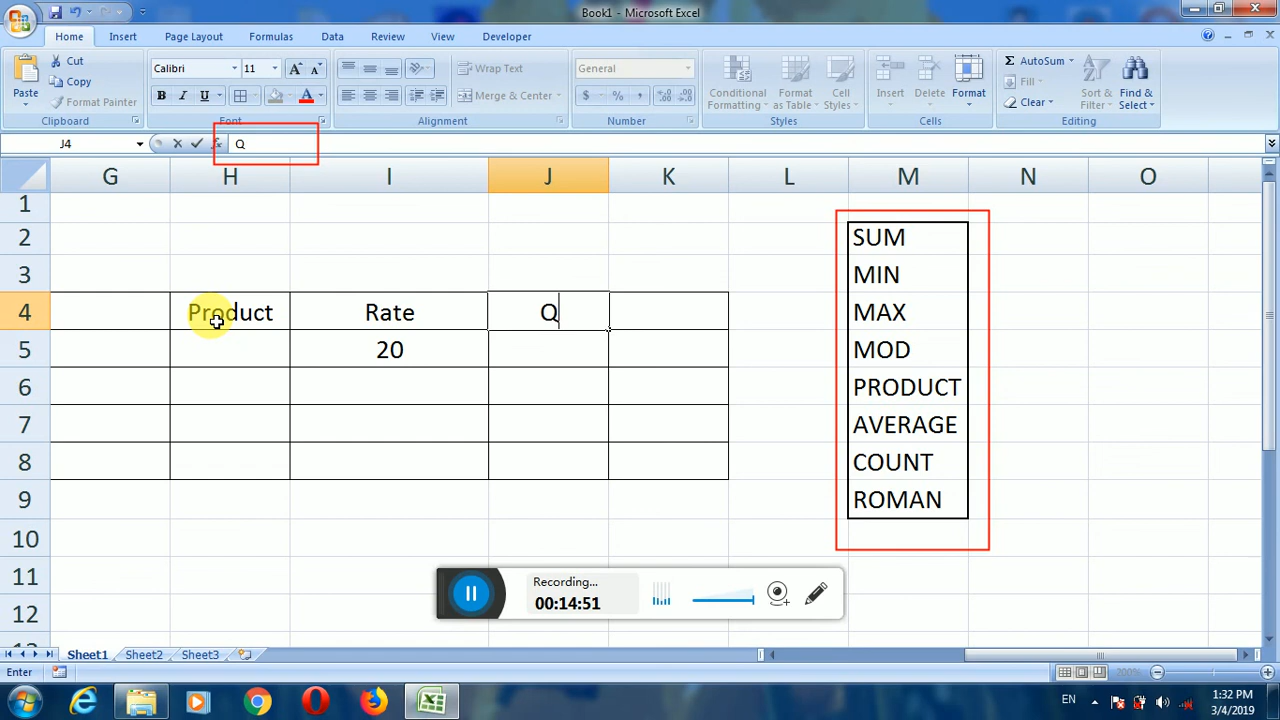 Book1 - Microsoft Excel
Home Insert Page Layout Formulas Data Review View Developer
Paste
Cut
Copy
Format Painter
Clipboard
Calibri 11
B I U
Font
Wrap Text
Merge & Center
Alignment
General
$ % ,
Number
Conditional Formatting
Format as Table
Cell Styles
Styles
Insert
Delete
Format
Cells
Σ AutoSum
Fill
Clear
Sort & Filter
Find & Select
Editing
J4 fx Q
G H I J K L M N O
1
2 SUM
3 MIN
4 Product Rate Q MAX
5 20 MOD
6 PRODUCT
7 AVERAGE
8 COUNT
9 ROMAN
10
11
12
13
Recording...
00:14:51
Sheet1 Sheet2 Sheet3
Enter 200%
EN
1:32 PM
3/4/2019